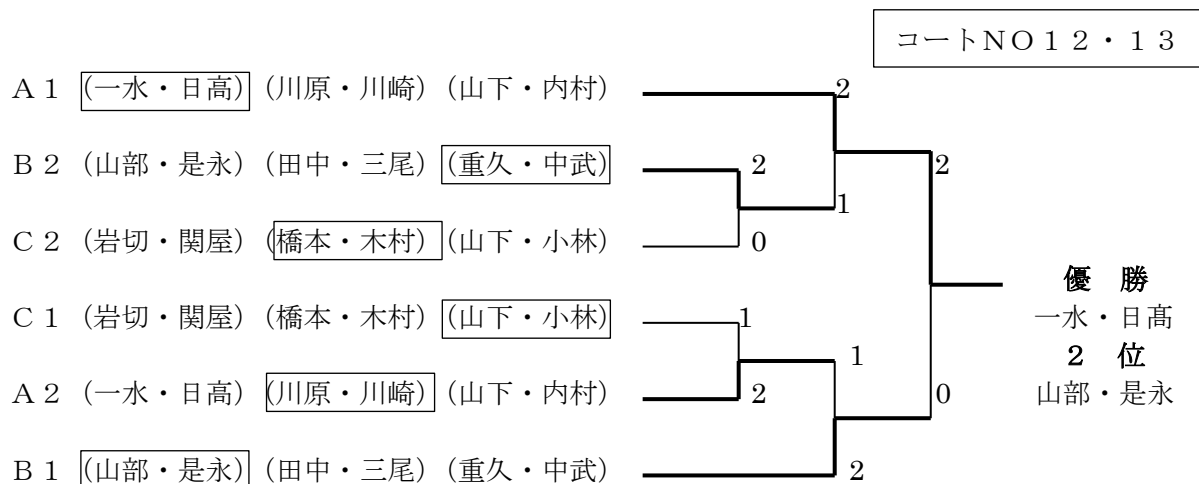 コートNO12・13
A1 (一水・日高) (川原・川崎) (山下・内村) 2
B2 (山部・是永) (田中・三尾) (重久・中武) 2 2
1
C2 (岩切・関屋) (橋本・木村) (山下・小林) 0
優 勝
C1 (岩切・関屋) (橋本・木村) (山下・小林) 1 一水・日髙
1 2 位
A2 (一水・日高) (川原・川崎) (山下・内村) 2 0 山部・是永
B1 (山部・是永) (田中・三尾) (重久・中武) 2